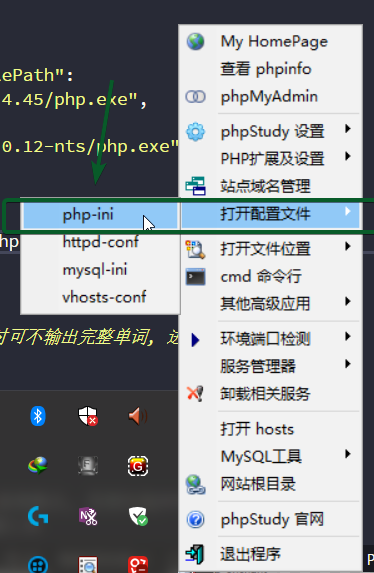 lePath":
4.45/php.exe",
0.12-nts/php.exe"
hp
时可不输出完整单词, 进
My HomePage
查看 phpinfo
phpMyAdmin
phpStudy 设置
PHP扩展及设置
站点域名管理
打开配置文件
php-ini
httpd-conf
mysql-ini
vhosts-conf
打开文件位置
cmd 命令行
其他高级应用
环境端口检测
服务管理器
卸载相关服务
打开 hosts
MySQL工具
网站根目录
phpStudy 官网
退出程序
P